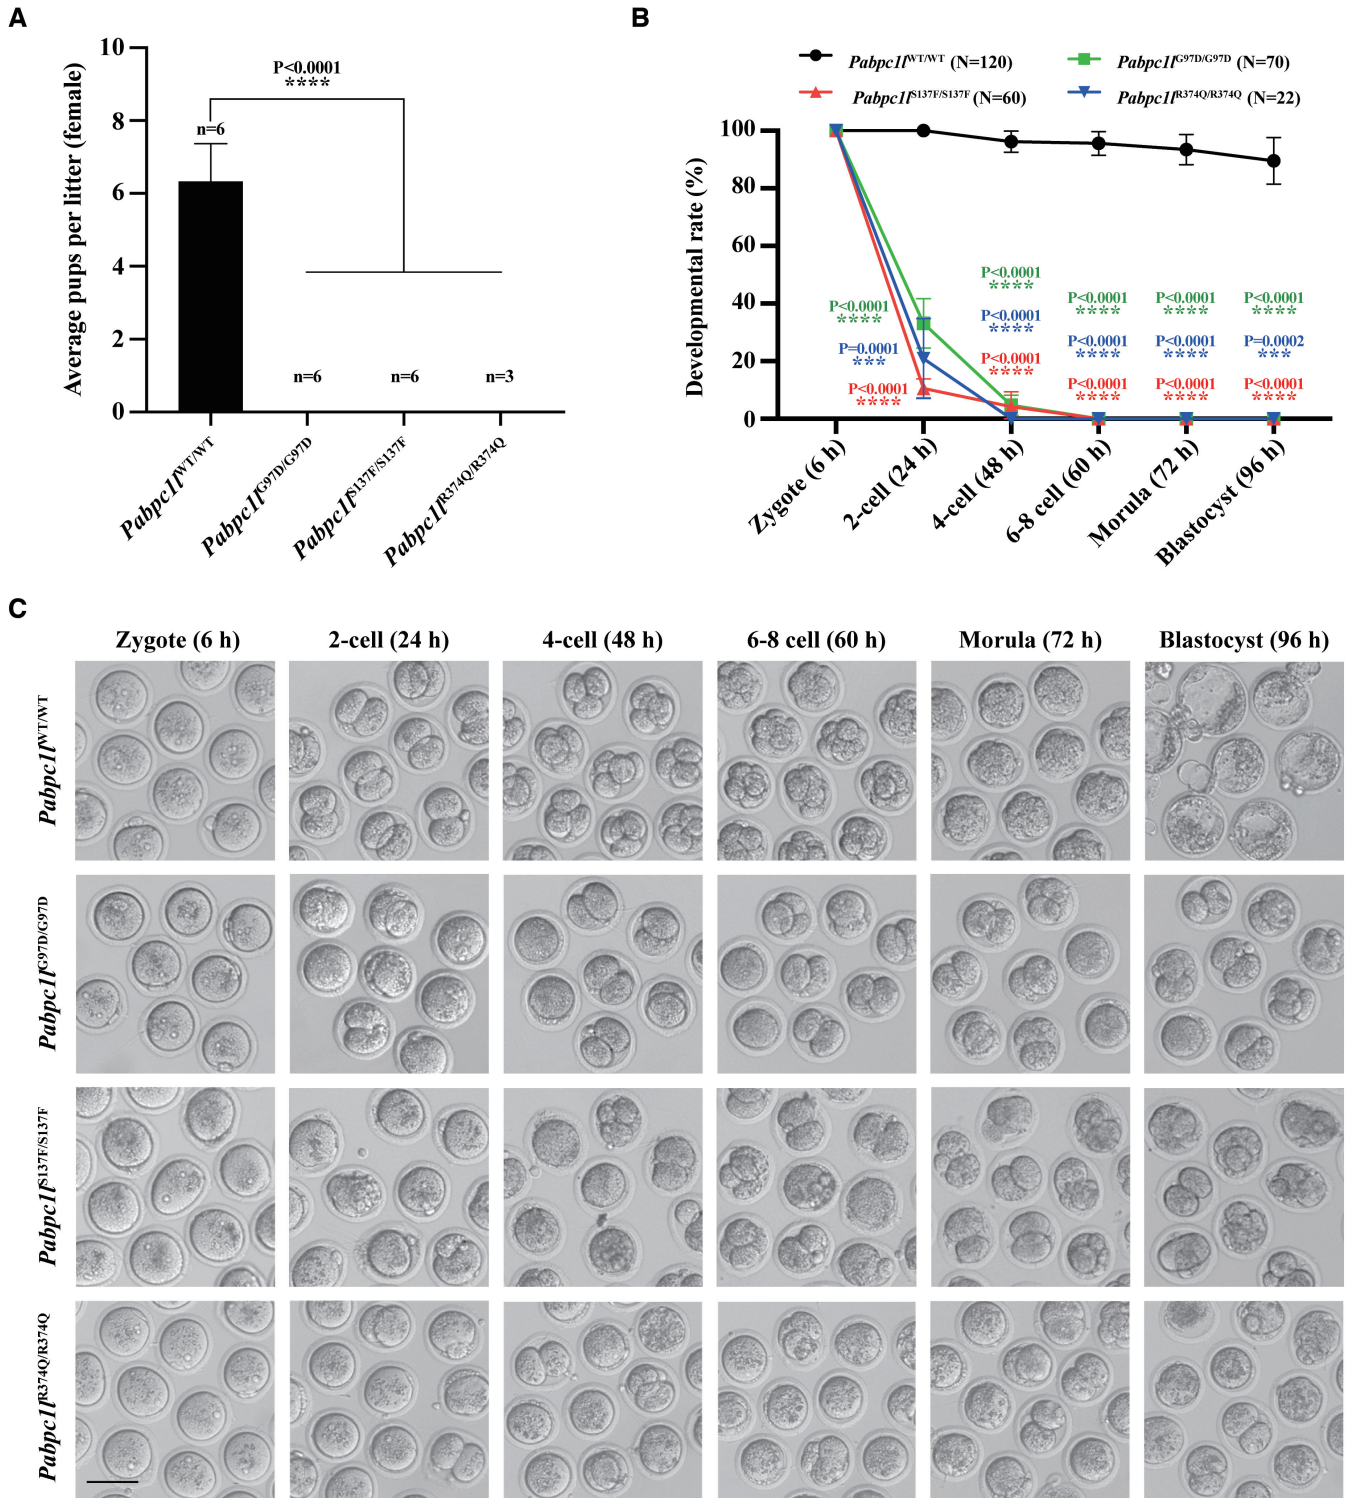 A
Average pups per litter (female)
10
8
6
4
2
0
P<0.0001
****
n=6
n=6
n=6
n=3
Pabpc1l^WT/WT
Pabpc1l^G97D/G97D
Pabpc1l^S137F/S137F
Pabpc1l^R374Q/R374Q
B
Pabpc1l^WT/WT (N=120)
Pabpc1l^G97D/G97D (N=70)
Pabpc1l^S137F/S137F (N=60)
Pabpc1l^R374Q/R374Q (N=22)
Developmental rate (%)
100
80
60
40
20
0
P<0.0001
****
P=0.0001
***
P<0.0001
****
P<0.0001
****
P<0.0001
****
P<0.0001
****
P<0.0001
****
P<0.0001
****
P<0.0001
****
P<0.0001
****
P<0.0001
****
P<0.0001
****
P<0.0001
****
P=0.0002
***
P<0.0001
****
Zygote (6 h)
2-cell (24 h)
4-cell (48 h)
6-8 cell (60 h)
Morula (72 h)
Blastocyst (96 h)
C
Zygote (6 h)
2-cell (24 h)
4-cell (48 h)
6-8 cell (60 h)
Morula (72 h)
Blastocyst (96 h)
Pabpc1l^WT/WT
Pabpc1l^G97D/G97D
Pabpc1l^S137F/S137F
Pabpc1l^R374Q/R374Q